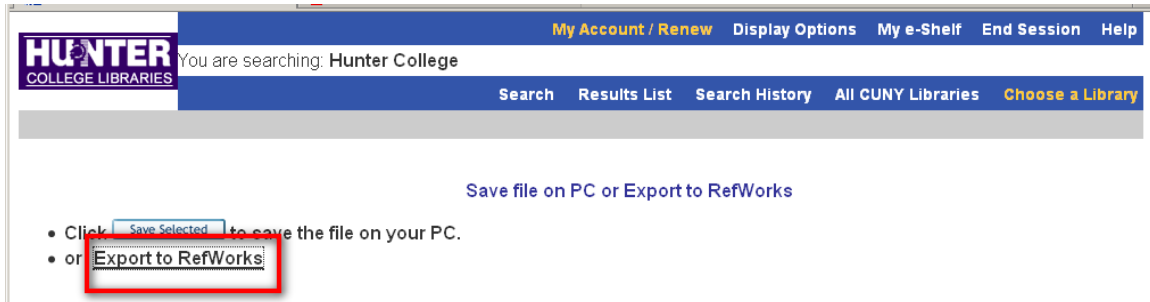 My Account / Renew Display Options My e-Shelf End Session Help
HUNTER
COLLEGE LIBRARIES
You are searching: Hunter College
Search Results List Search History All CUNY Libraries Choose a Library
Save file on PC or Export to RefWorks
• Click Save Selected to save the file on your PC.
• or Export to RefWorks